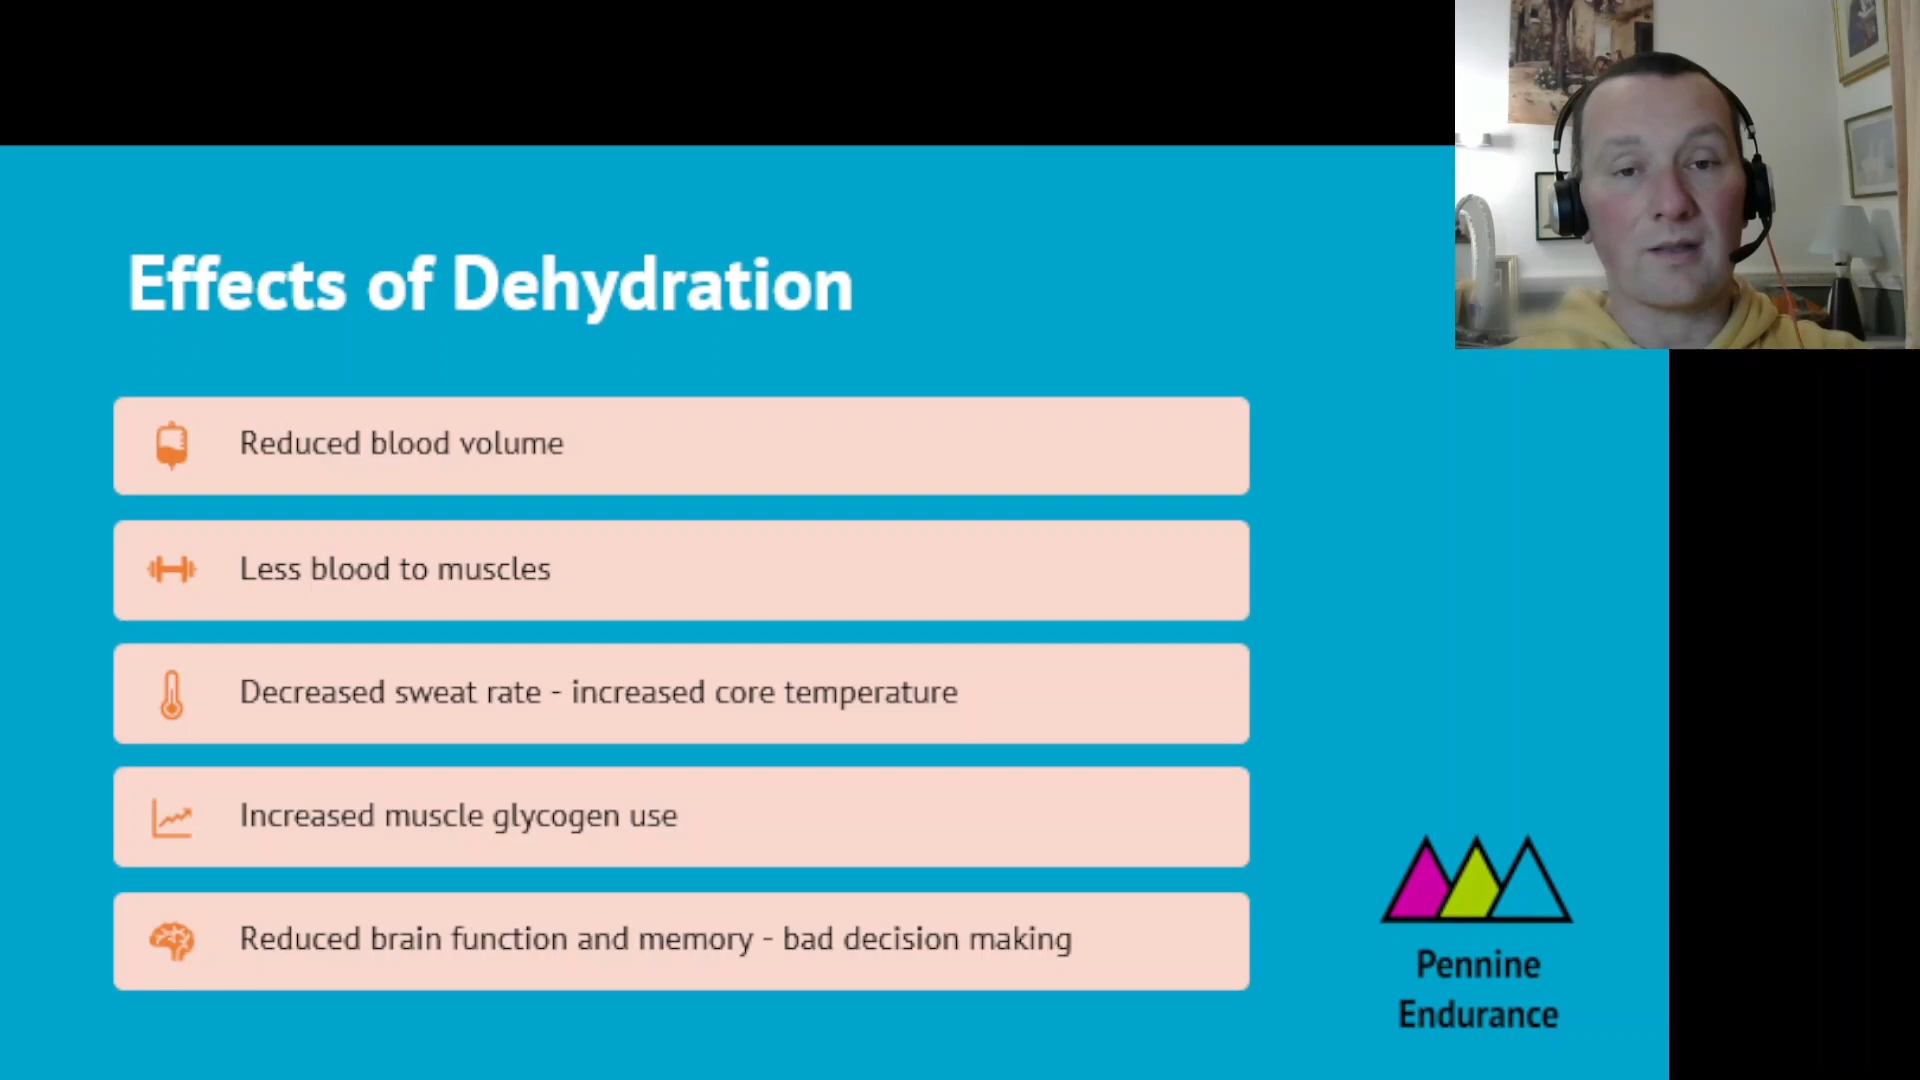 Effects of Dehydration
Reduced blood volume
Less blood to muscles
Decreased sweat rate - increased core temperature
Increased muscle glycogen use
Reduced brain function and memory - bad decision making
Pennine
Endurance